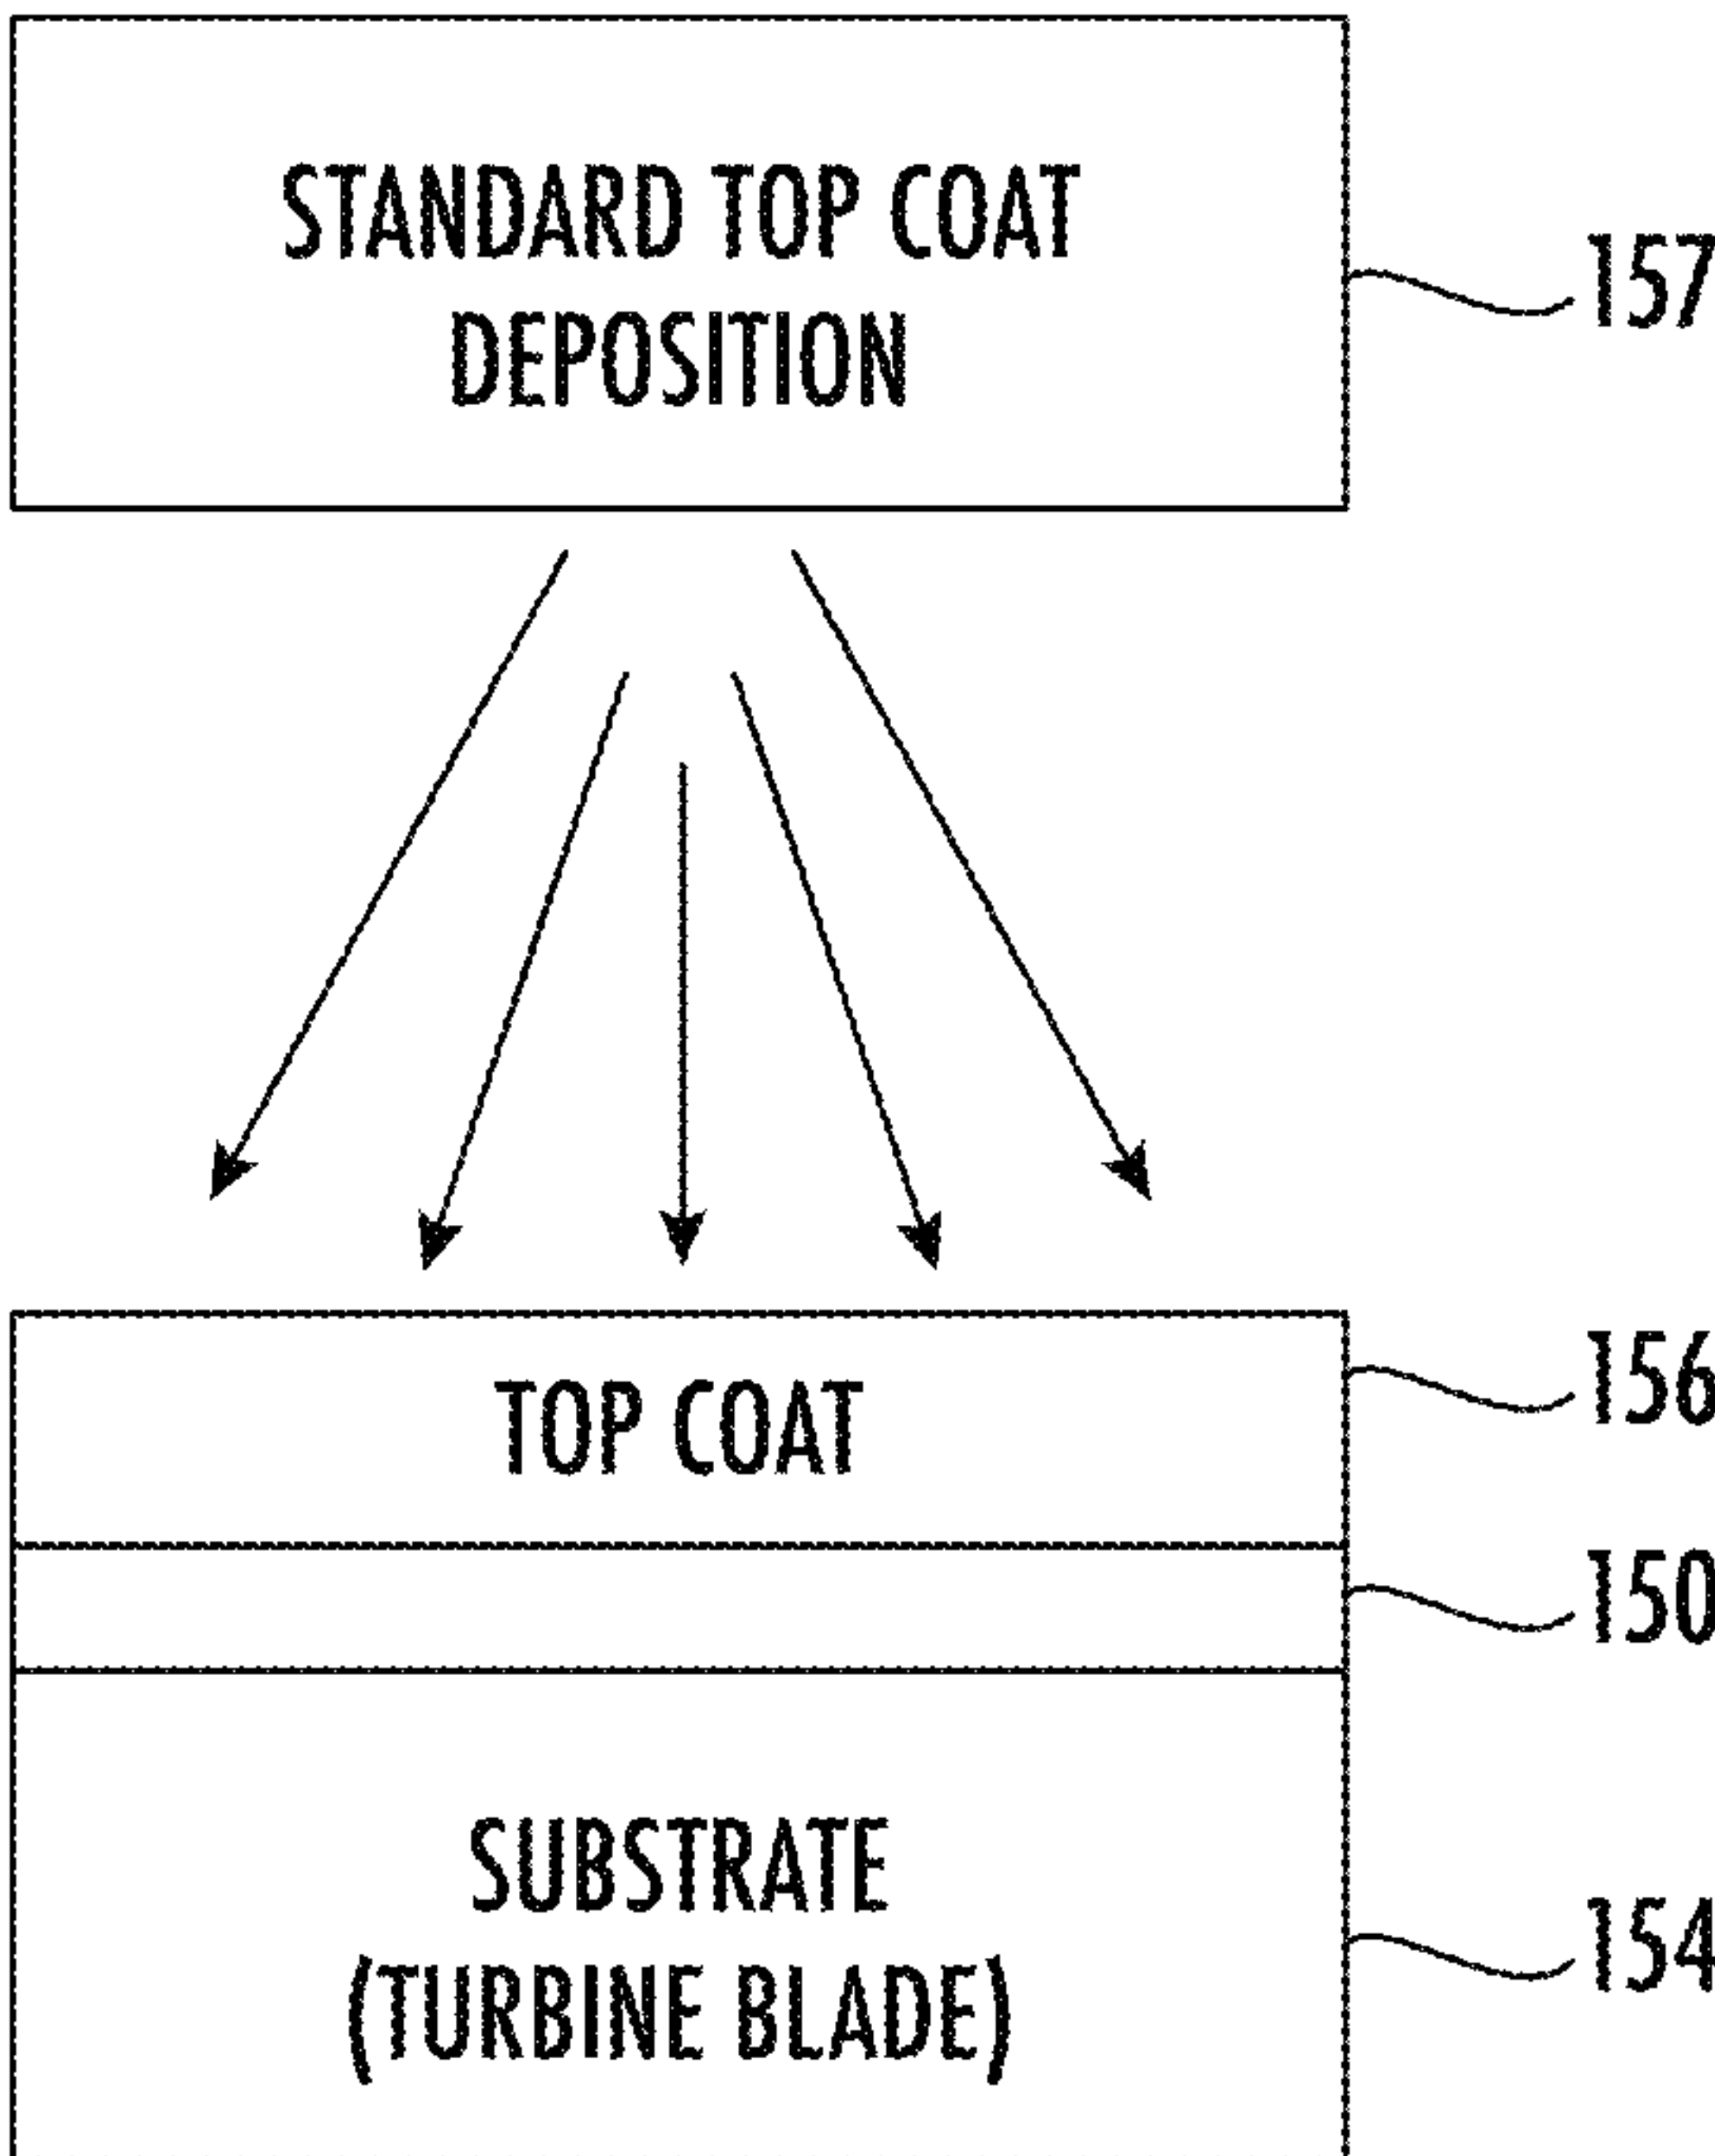 STANDARD TOP COAT
DEPOSITION
157
TOP COAT
156
150
SUBSTRATE
(TURBINE BLADE)
154